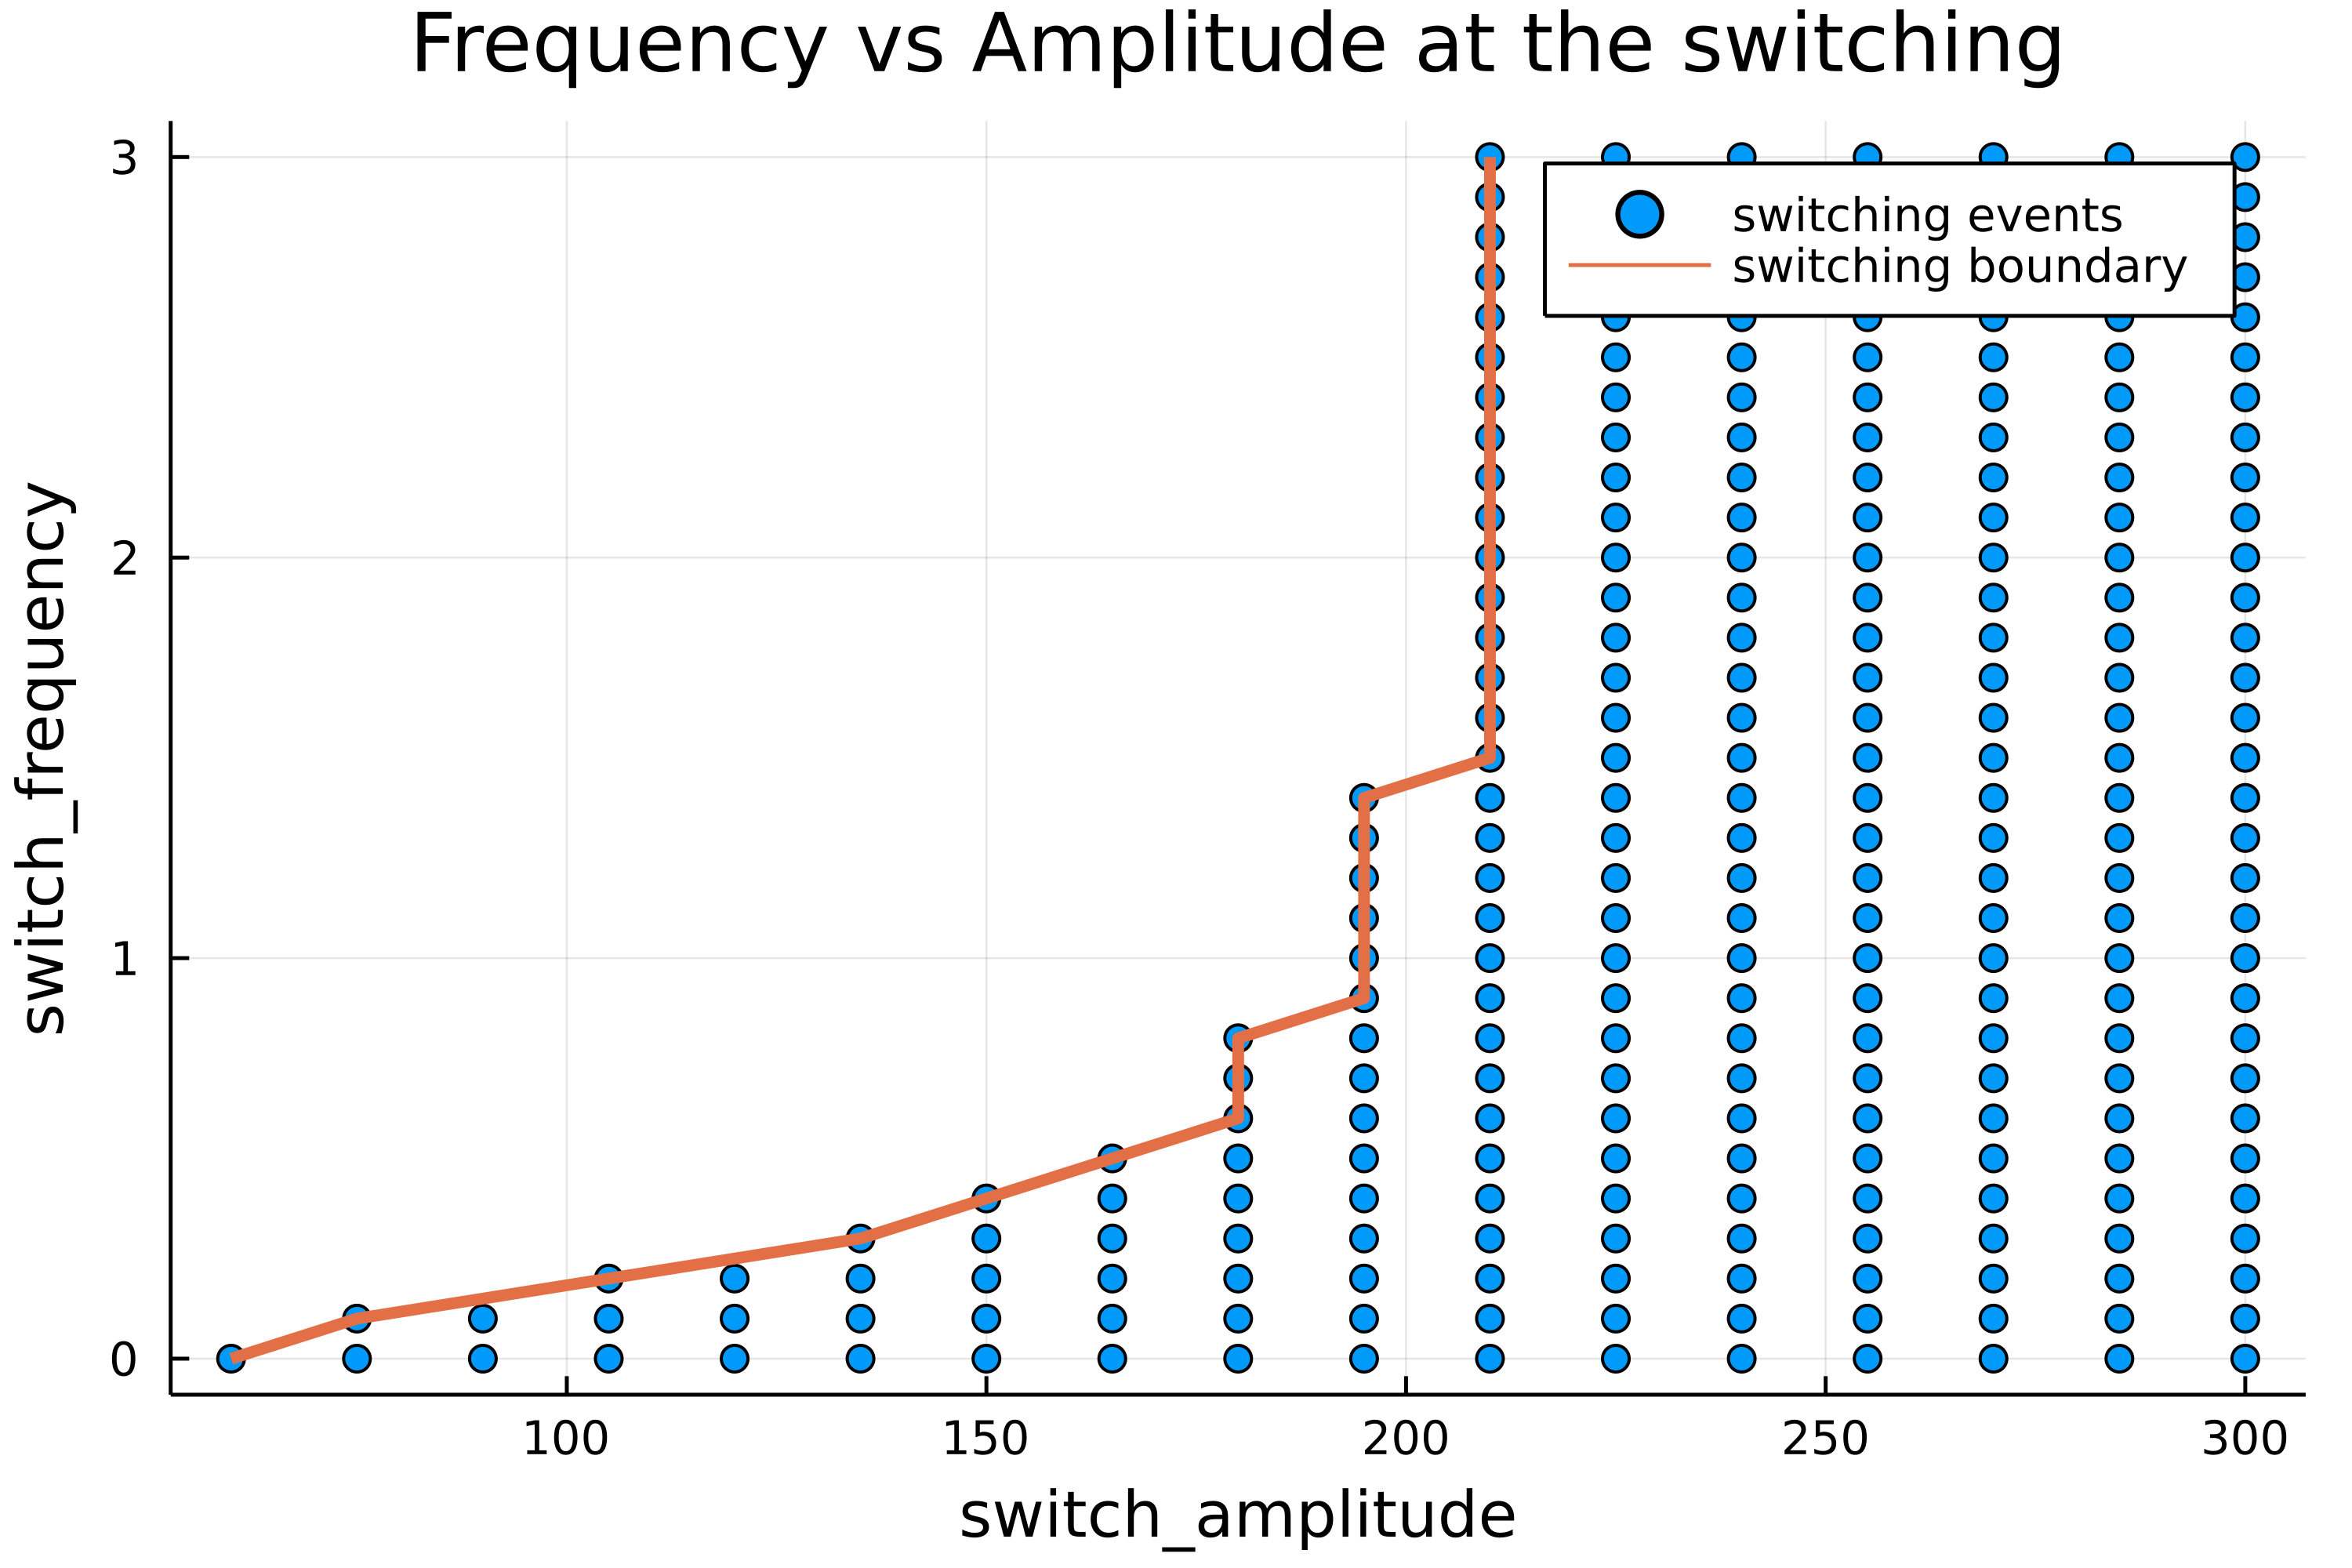 Frequency vs Amplitude at the switching
switching events
switching boundary
switch_frequency
3
2
1
0
100 150 200 250 300
switch_amplitude